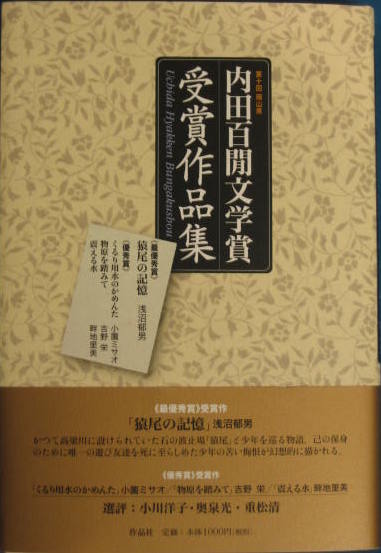 第十回 岡山県
内田百閒文学賞
受賞作品集
Uchida Hyakken Bungakushou
《最優秀賞》
猿尾の記憶 浅沼郁男
《優秀賞》
くるり用水のかめんた 小薗ミサオ
物原を踏みて 吉野 栄
震える水 畔地里美
《最優秀賞》受賞作
「猿尾の記憶」浅沼郁男
かつて高梁川に設けられていた石の波止場「猿尾」と少年を巡る物語。己の保身
のために唯一の遊び友達を死に至らしめた少年の苦い悔恨が幻想的に描かれる。
《優秀賞》受賞作
「くるり用水のかめんた」小薗ミサオ/「物原を踏みて」吉野 栄/「震える水」畔地里美
選評:小川洋子・奥泉光・重松清
作品社 定価:本体1000円(税別)